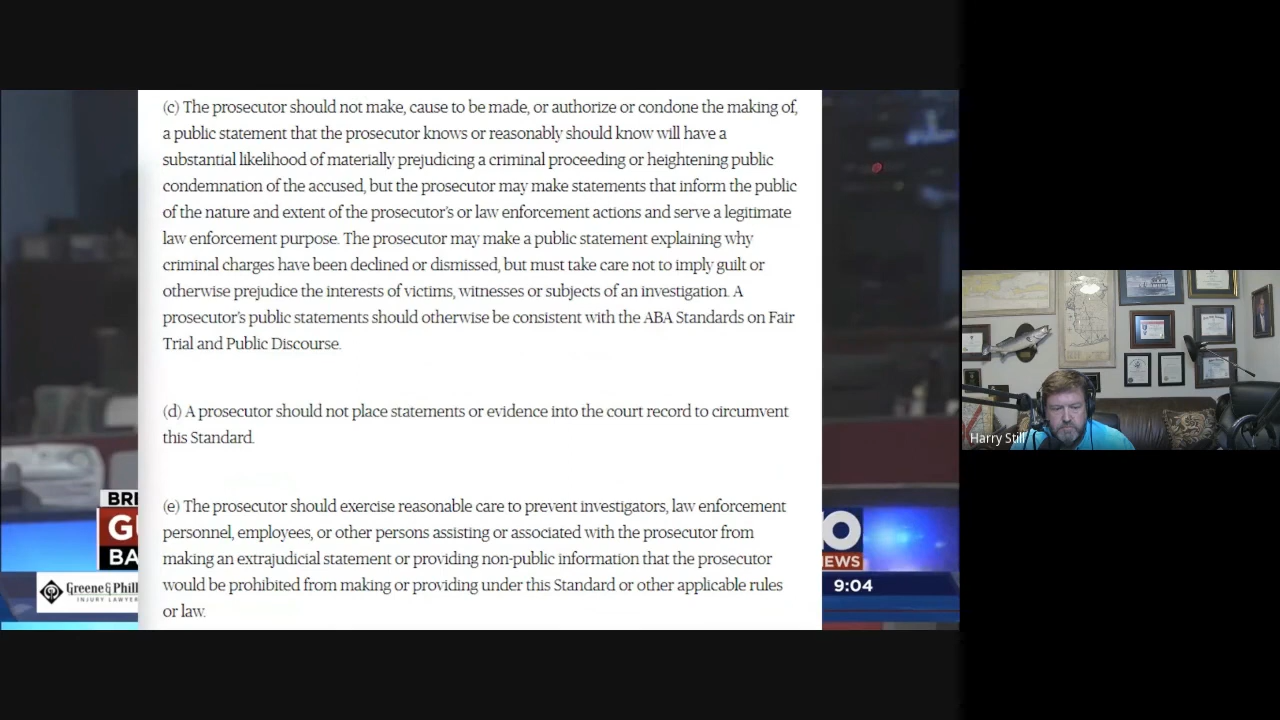 (c) The prosecutor should not make, cause to be made, or authorize or condone the making of,
a public statement that the prosecutor knows or reasonably should know will have a
substantial likelihood of materially prejudicing a criminal proceeding or heightening public
condemnation of the accused, but the prosecutor may make statements that inform the public
of the nature and extent of the prosecutor's or law enforcement actions and serve a legitimate
law enforcement purpose. The prosecutor may make a public statement explaining why
criminal charges have been declined or dismissed, but must take care not to imply guilt or
otherwise prejudice the interests of victims, witnesses or subjects of an investigation. A
prosecutor's public statements should otherwise be consistent with the ABA Standards on Fair
Trial and Public Discourse.
(d) A prosecutor should not place statements or evidence into the court record to circumvent
this Standard.
(e) The prosecutor should exercise reasonable care to prevent investigators, law enforcement
personnel, employees, or other persons assisting or associated with the prosecutor from
making an extrajudicial statement or providing non-public information that the prosecutor
would be prohibited from making or providing under this Standard or other applicable rules
or law.
BRE
GU
BA
Greene & Phill
INJURY LAWYER
O
EWS
9:04
Harry Still